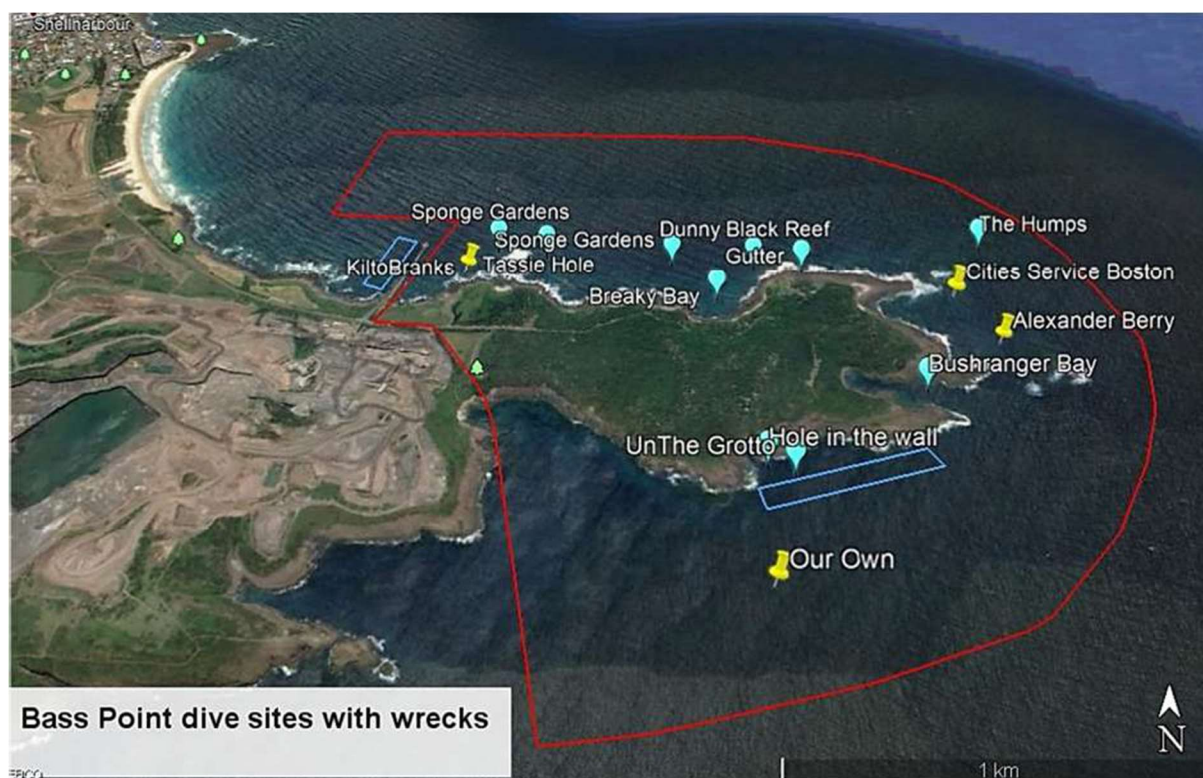 Shellharbour
Sponge Gardens
Dunny Black Reef
The Humps
Sponge Gardens
Gutter
KiltoBranke
Tassie Hole
Cities Service Boston
Breaky Bay
Alexander Berry
Bushranger Bay
UnThe Grotto
Hole in the wall
Our Own
Bass Point dive sites with wrecks
N
1 km